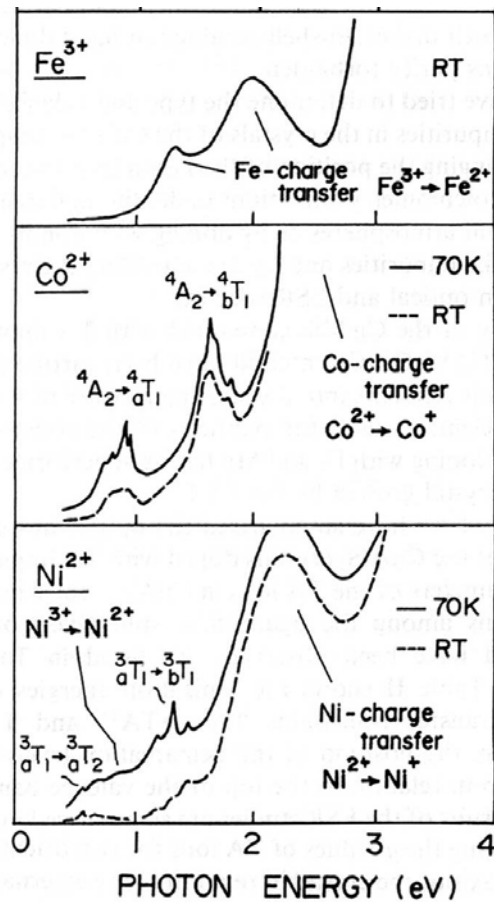 Fe³⁺
RT
Fe-charge
transfer Fe³⁺→Fe²⁺
Co²⁺
⁴A₂→⁴bT₁
70K
RT
⁴A₂→⁴aT₁
Co-charge
transfer
Co²⁺→Co⁺
Ni²⁺
Ni³⁺→Ni²⁺
70K
RT
³aT₁→³bT₁
³aT₁→³aT₂
Ni-charge
transfer
Ni²⁺→Ni⁺
0 1 2 3 4
PHOTON ENERGY (eV)